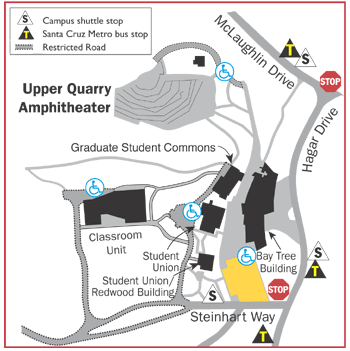 S Campus shuttle stop
T Santa Cruz Metro bus stop
Restricted Road
McLaughlin Drive
S
T
STOP
Upper Quarry
Amphitheater
Hagar Drive
Graduate Student Commons
Classroom
Unit
Student
Union
Student Union/
Redwood Building
Bay Tree
Building
S
T
S
STOP
Steinhart Way
T
S